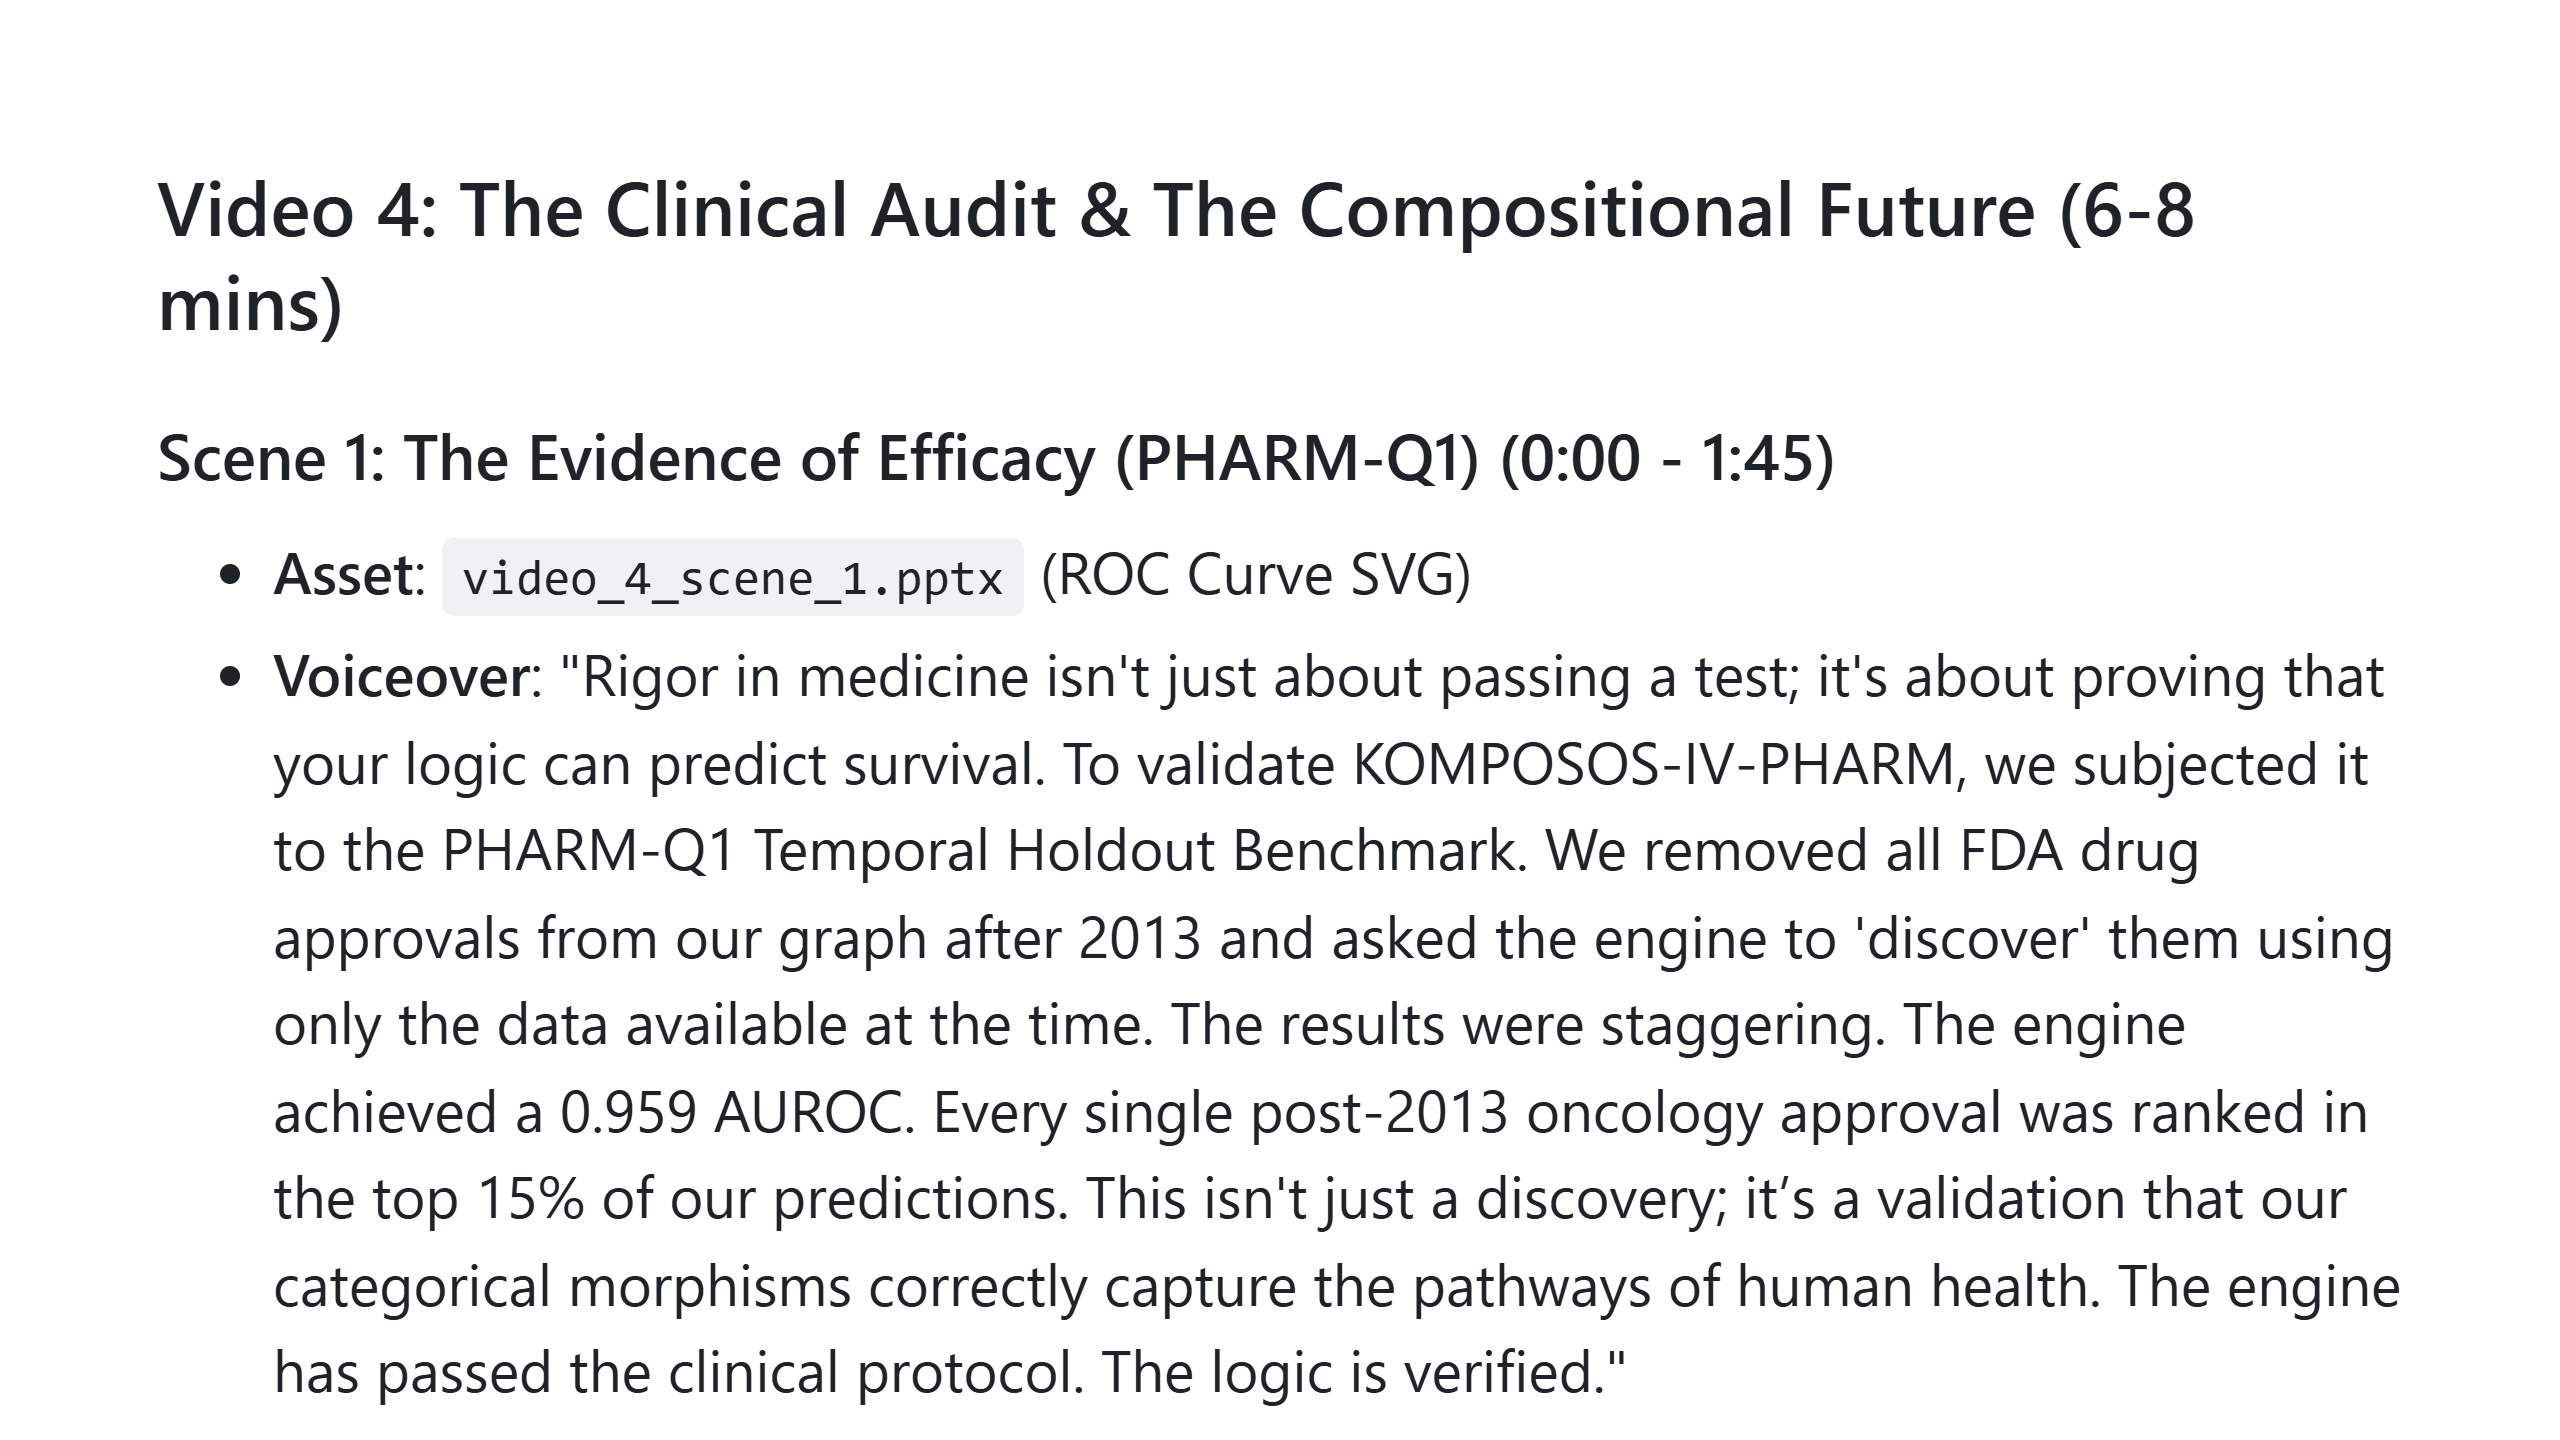 Video 4: The Clinical Audit & The Compositional Future (6-8
mins)
Scene 1: The Evidence of Efficacy (PHARM-Q1) (0:00 - 1:45)
• Asset: video_4_scene_1.pptx (ROC Curve SVG)
• Voiceover: "Rigor in medicine isn't just about passing a test; it's about proving that
your logic can predict survival. To validate KOMPOSOS-IV-PHARM, we subjected it
to the PHARM-Q1 Temporal Holdout Benchmark. We removed all FDA drug
approvals from our graph after 2013 and asked the engine to 'discover' them using
only the data available at the time. The results were staggering. The engine
achieved a 0.959 AUROC. Every single post-2013 oncology approval was ranked in
the top 15% of our predictions. This isn't just a discovery; it’s a validation that our
categorical morphisms correctly capture the pathways of human health. The engine
has passed the clinical protocol. The logic is verified."